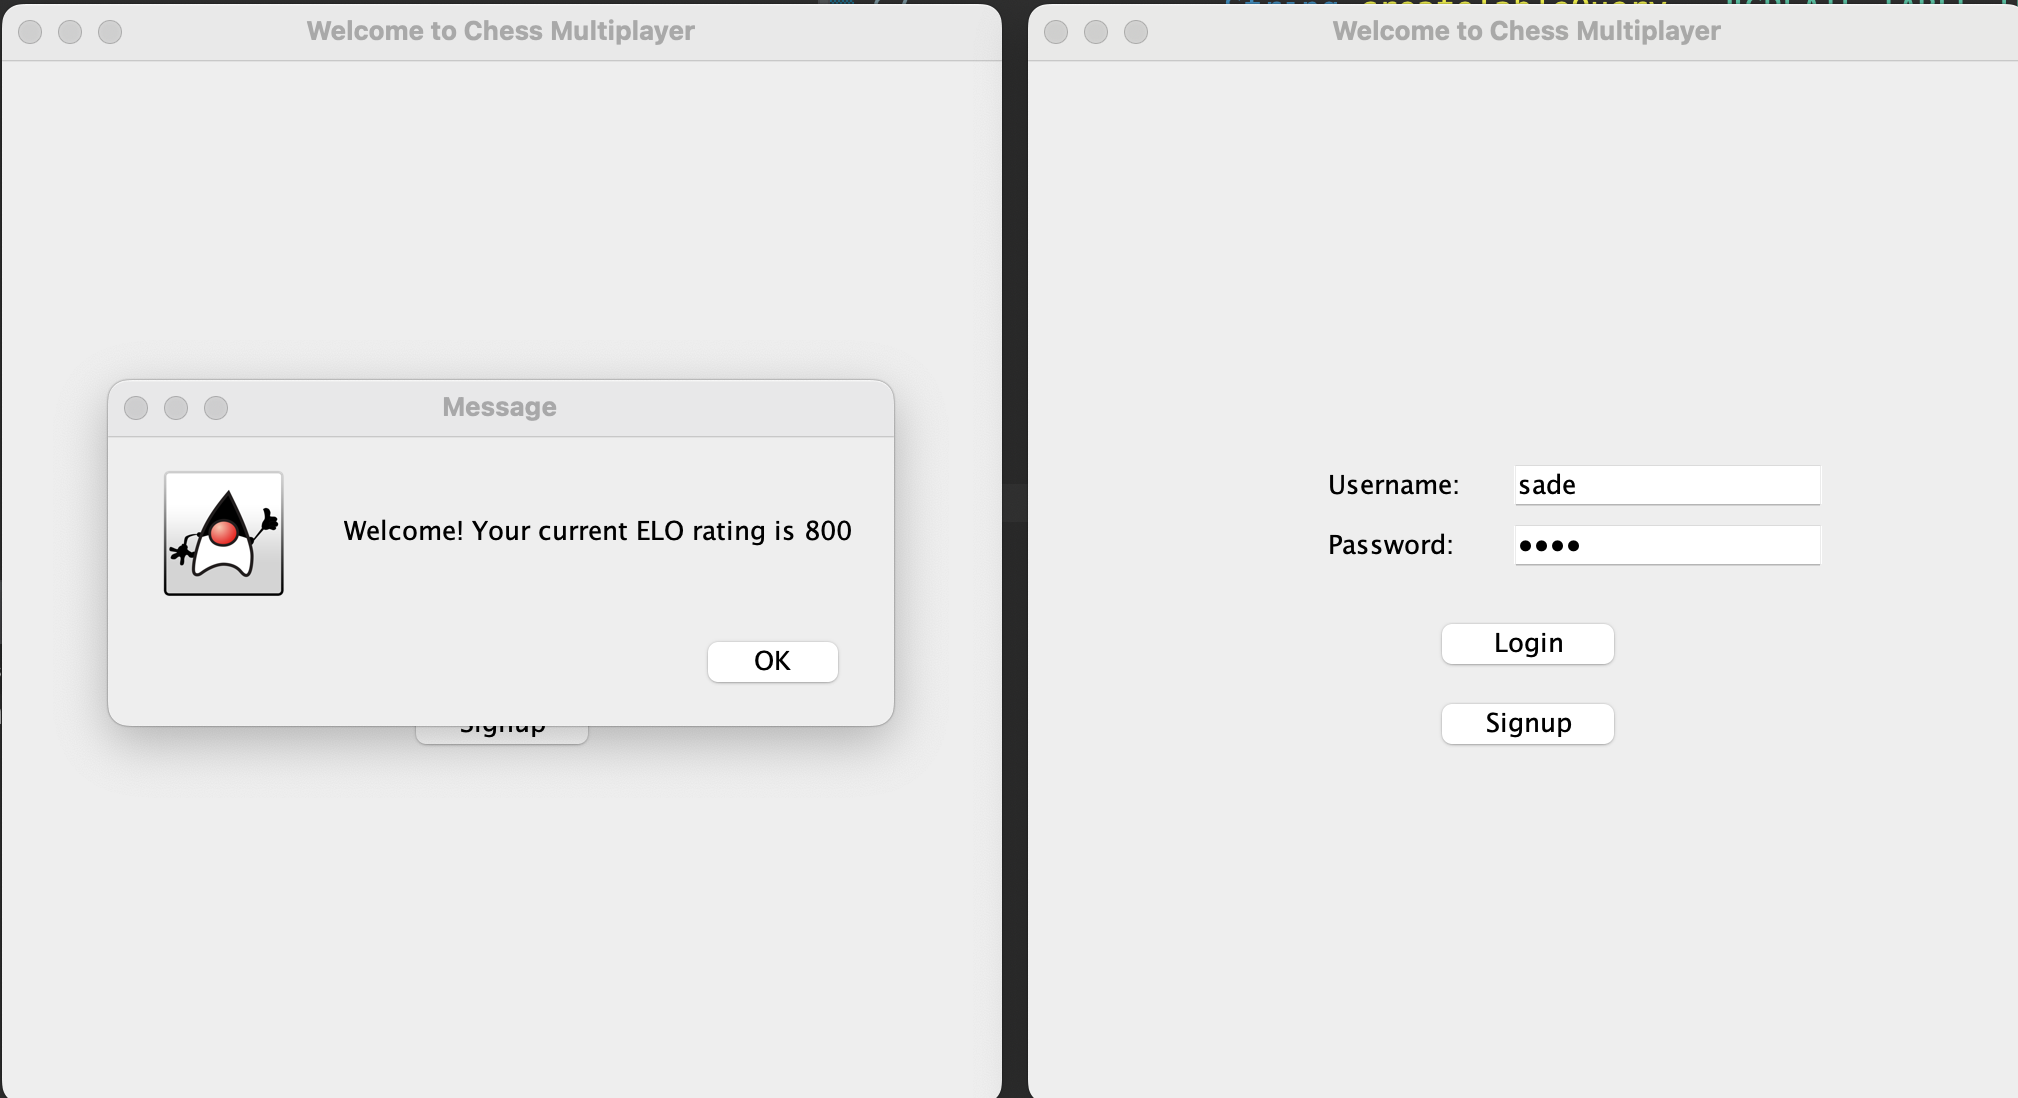 Welcome to Chess Multiplayer
Message
Welcome! Your current ELO rating is 800
OK
Signup
Welcome to Chess Multiplayer
Username: sade
Password: ••••
Login
Signup